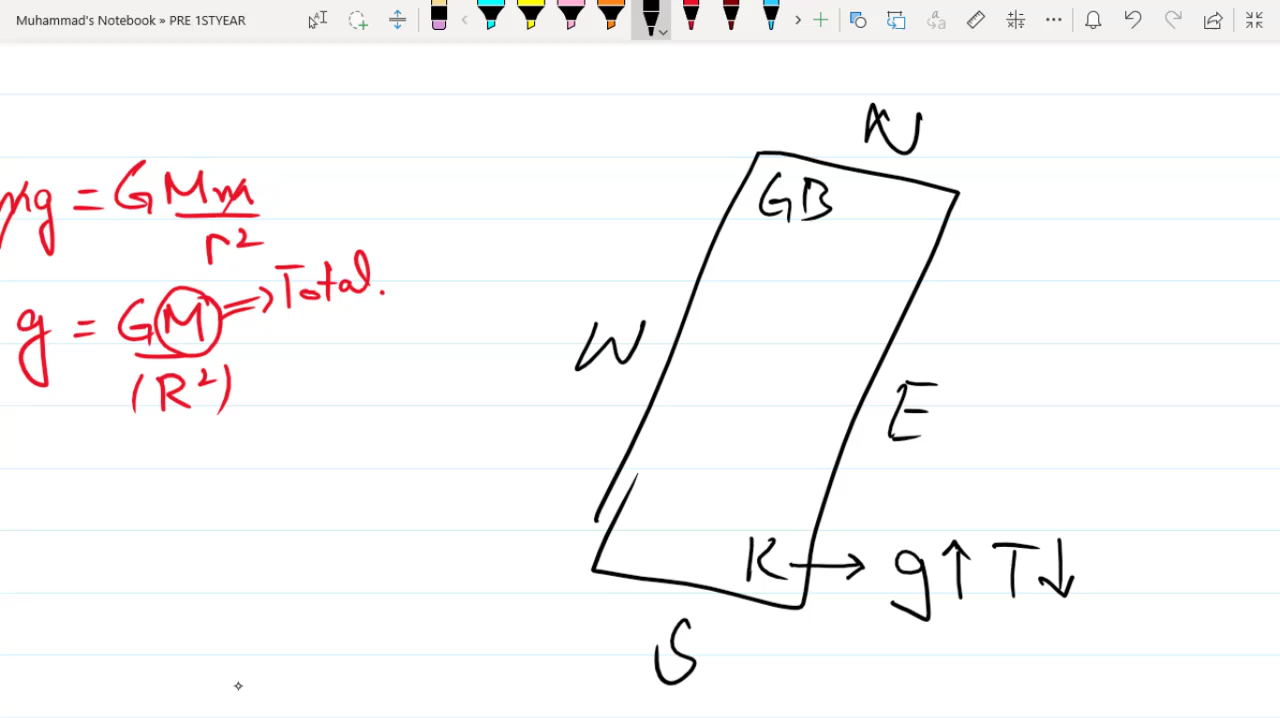 Muhammad's Notebook » PRE 1STYEAR
mg = GMm
r²
g = GM ⇒ Total.
(R²)
N
GB
W
E
K → g↑ T↓
S